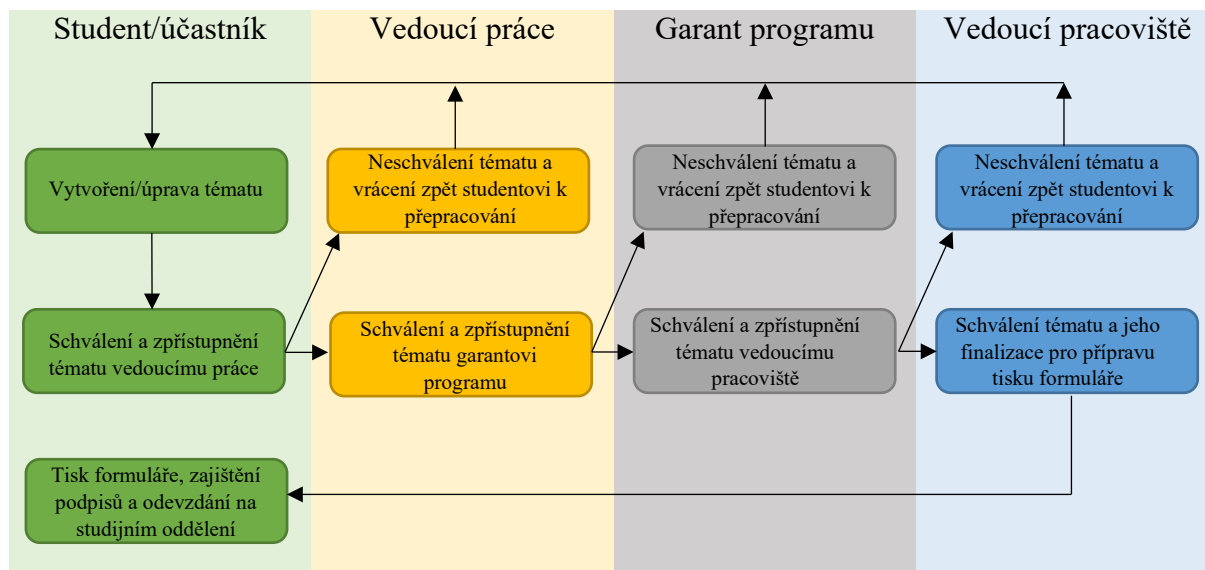 Student/účastník
Vedoucí práce
Garant programu
Vedoucí pracoviště
Vytvoření/úprava tématu
Neschválení tématu a
vrácení zpět studentovi k
přepracování
Neschválení tématu a
vrácení zpět studentovi k
přepracování
Neschválení tématu a
vrácení zpět studentovi k
přepracování
Schválení a zpřístupnění
tématu vedoucímu práce
Schválení a zpřístupnění
tématu garantovi
programu
Schválení a zpřístupnění
tématu vedoucímu
pracoviště
Schválení tématu a jeho
finalizace pro přípravu
tisku formuláře
Tisk formuláře, zajištění
podpisů a odevzdání na
studijním oddělení